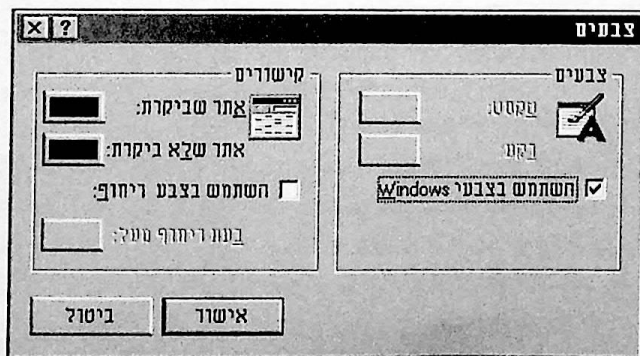 צבעים
צבעים
טקסט:
רקע:
השתמש בצבעי Windows
קישורים
אתר שביקרת:
אתר שלא ביקרת:
השתמש בצבע ריחוף:
בעת ריחוף מעל:
אישור
ביטול